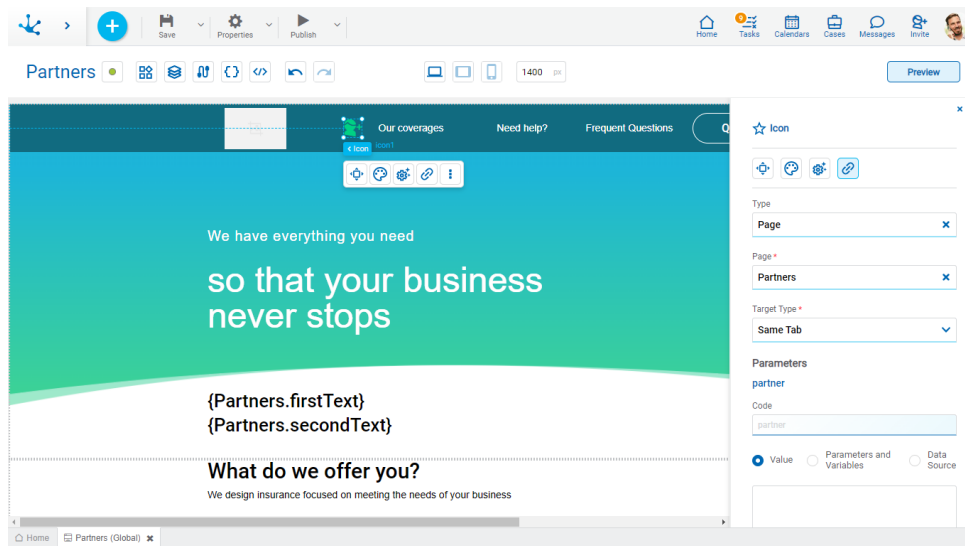 Save
Properties
Publish
Home
9
Tasks
Calendars
Cases
Messages
Invite
Partners
1400 px
Preview
Our coverages
Need help?
Frequent Questions
Q
Icon
Icon1
We have everything you need
so that your business
never stops
{Partners.firstText}
{Partners.secondText}
What do we offer you?
We design insurance focused on meeting the needs of your business
Icon
Type
Page
Page *
Partners
Target Type *
Same Tab
Parameters
partner
Code
partner
Value
Parameters and
Variables
Data
Source
Home
Partners (Global)